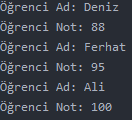 Öğrenci Ad: Deniz
Öğrenci Not: 88
Öğrenci Ad: Ferhat
Öğrenci Not: 95
Öğrenci Ad: Ali
Öğrenci Not: 100